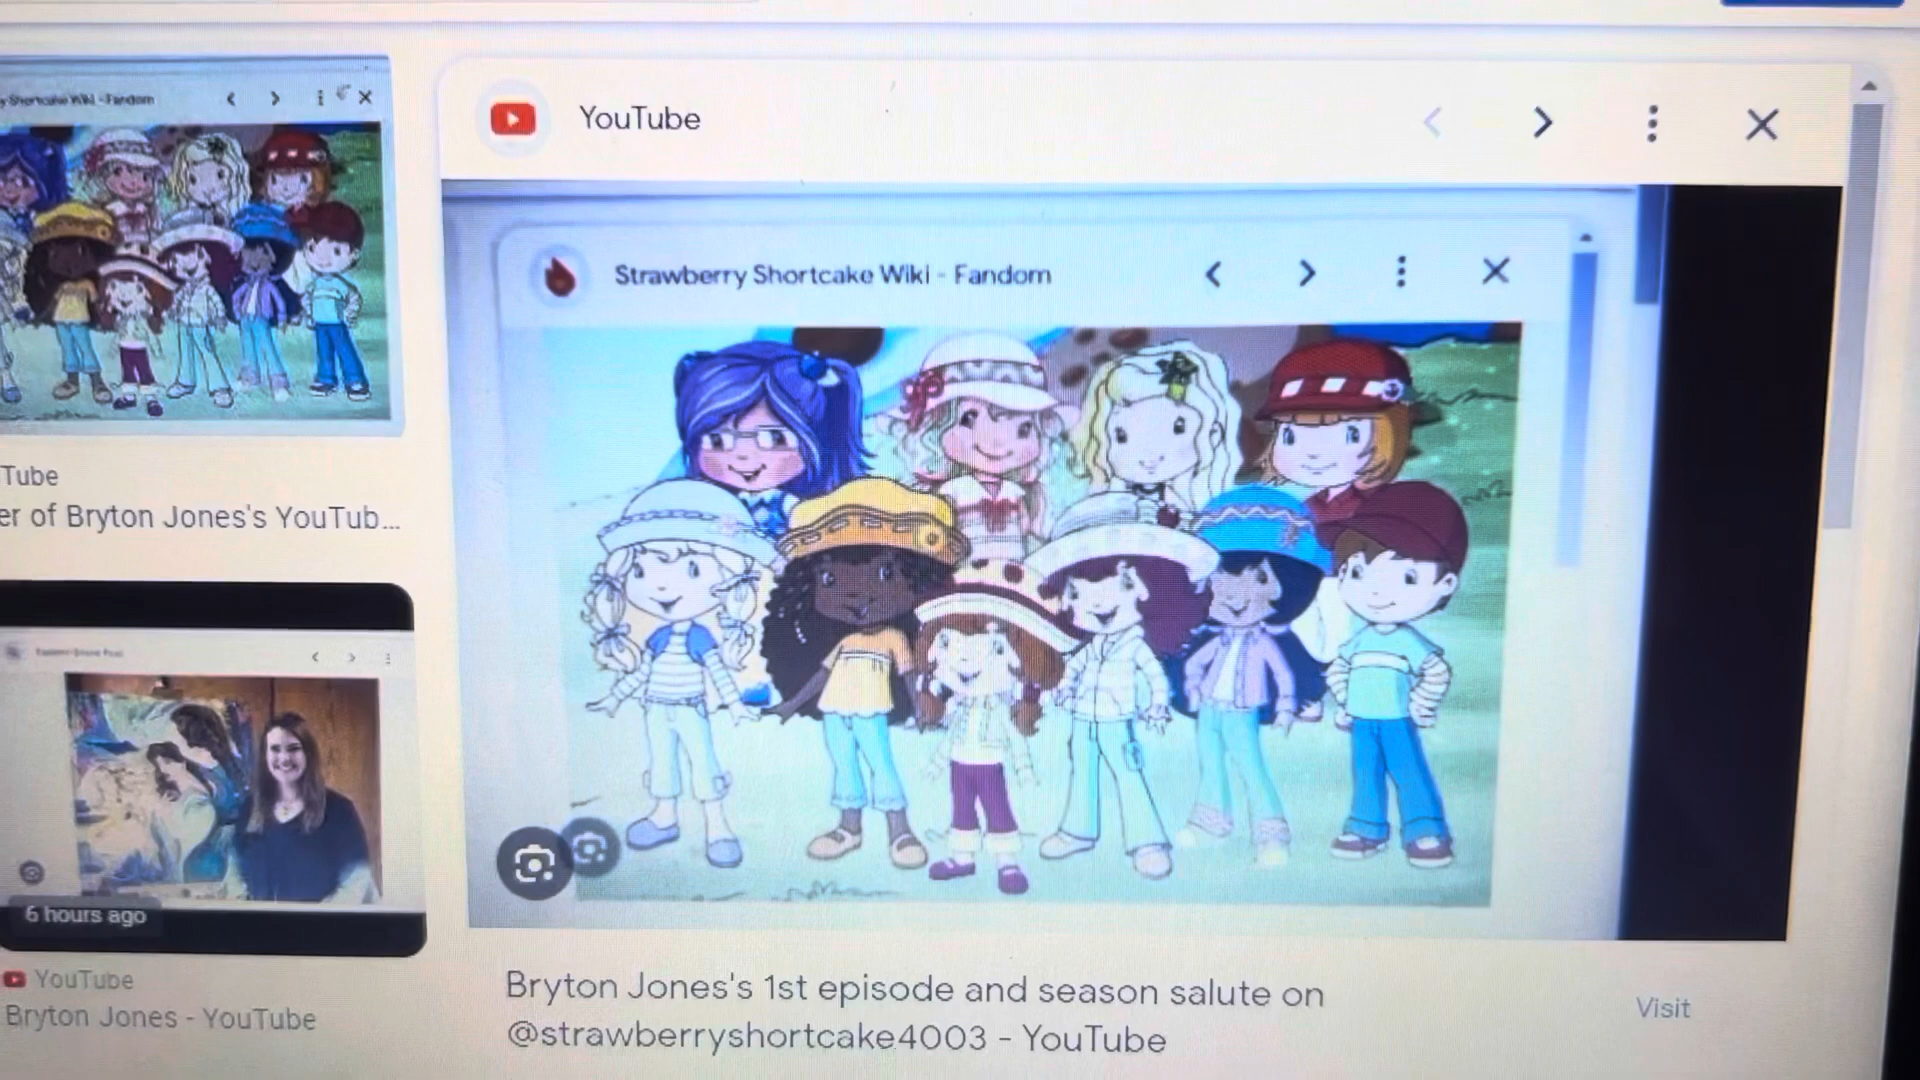 y Shortcake Wiki - Fandom
Tube
er of Bryton Jones's YouTub...
6 hours ago
YouTube
Bryton Jones - YouTube
YouTube
Strawberry Shortcake Wiki - Fandom
Bryton Jones's 1st episode and season salute on
@strawberryshortcake4003 - YouTube
Visit